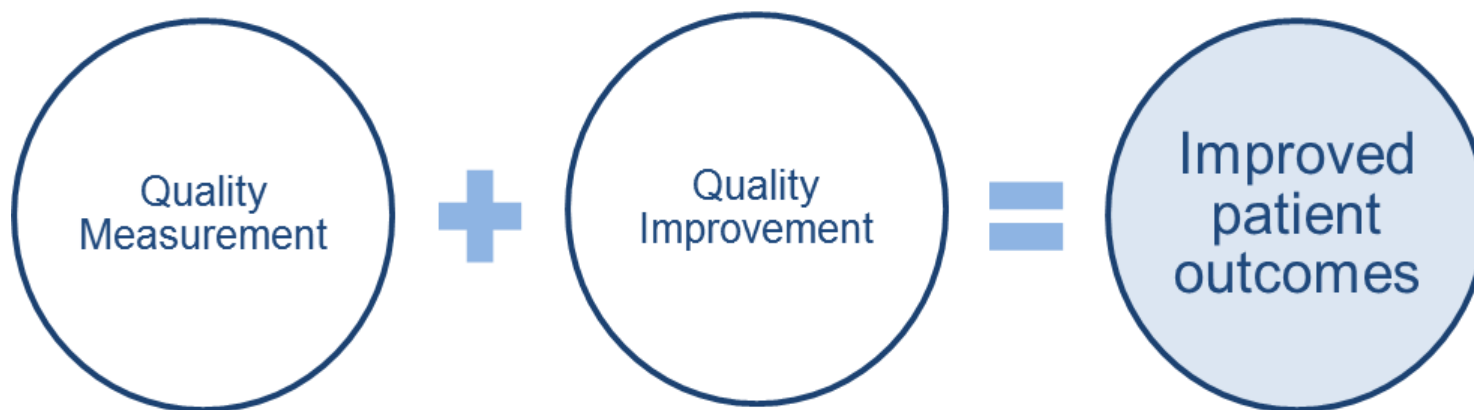 Quality
Measurement
Quality
Improvement
Improved
patient
outcomes